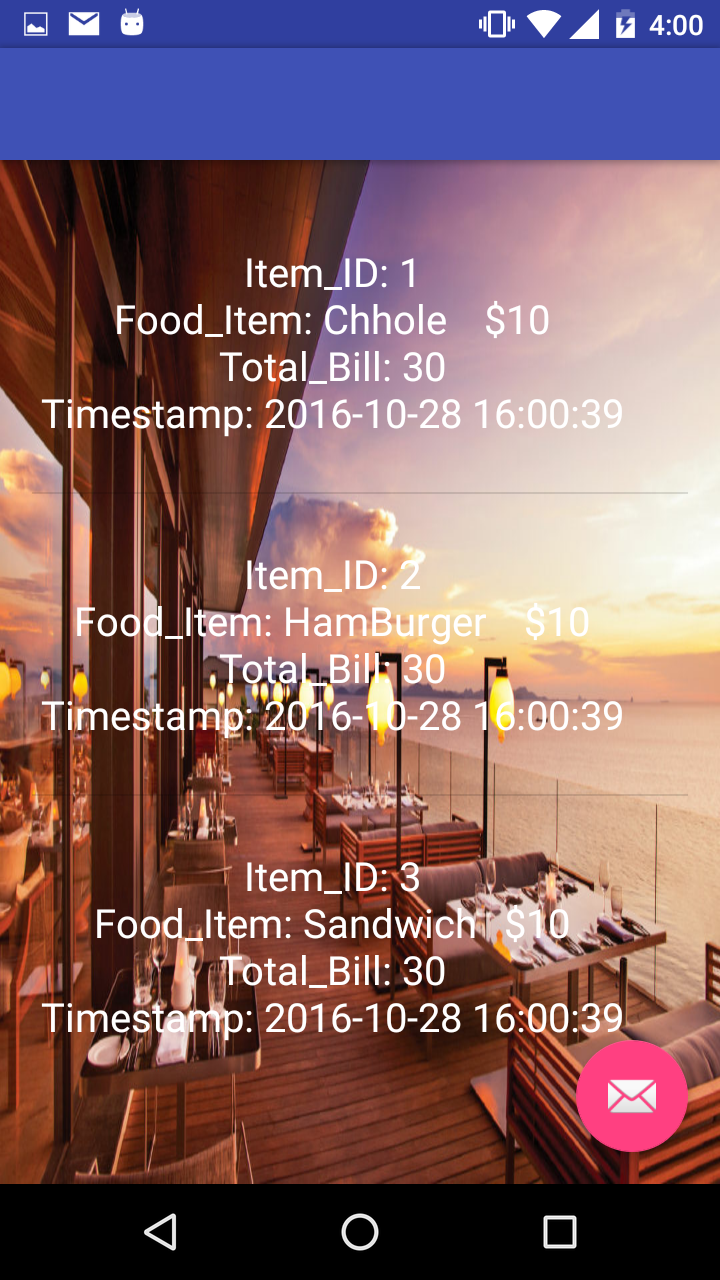 4:00
Item_ID: 1
Food_Item: Chhole $10
Total_Bill: 30
Timestamp: 2016-10-28 16:00:39
Item_ID: 2
Food_Item: HamBurger $10
Total_Bill: 30
Timestamp: 2016-10-28 16:00:39
Item_ID: 3
Food_Item: Sandwich $10
Total_Bill: 30
Timestamp: 2016-10-28 16:00:39